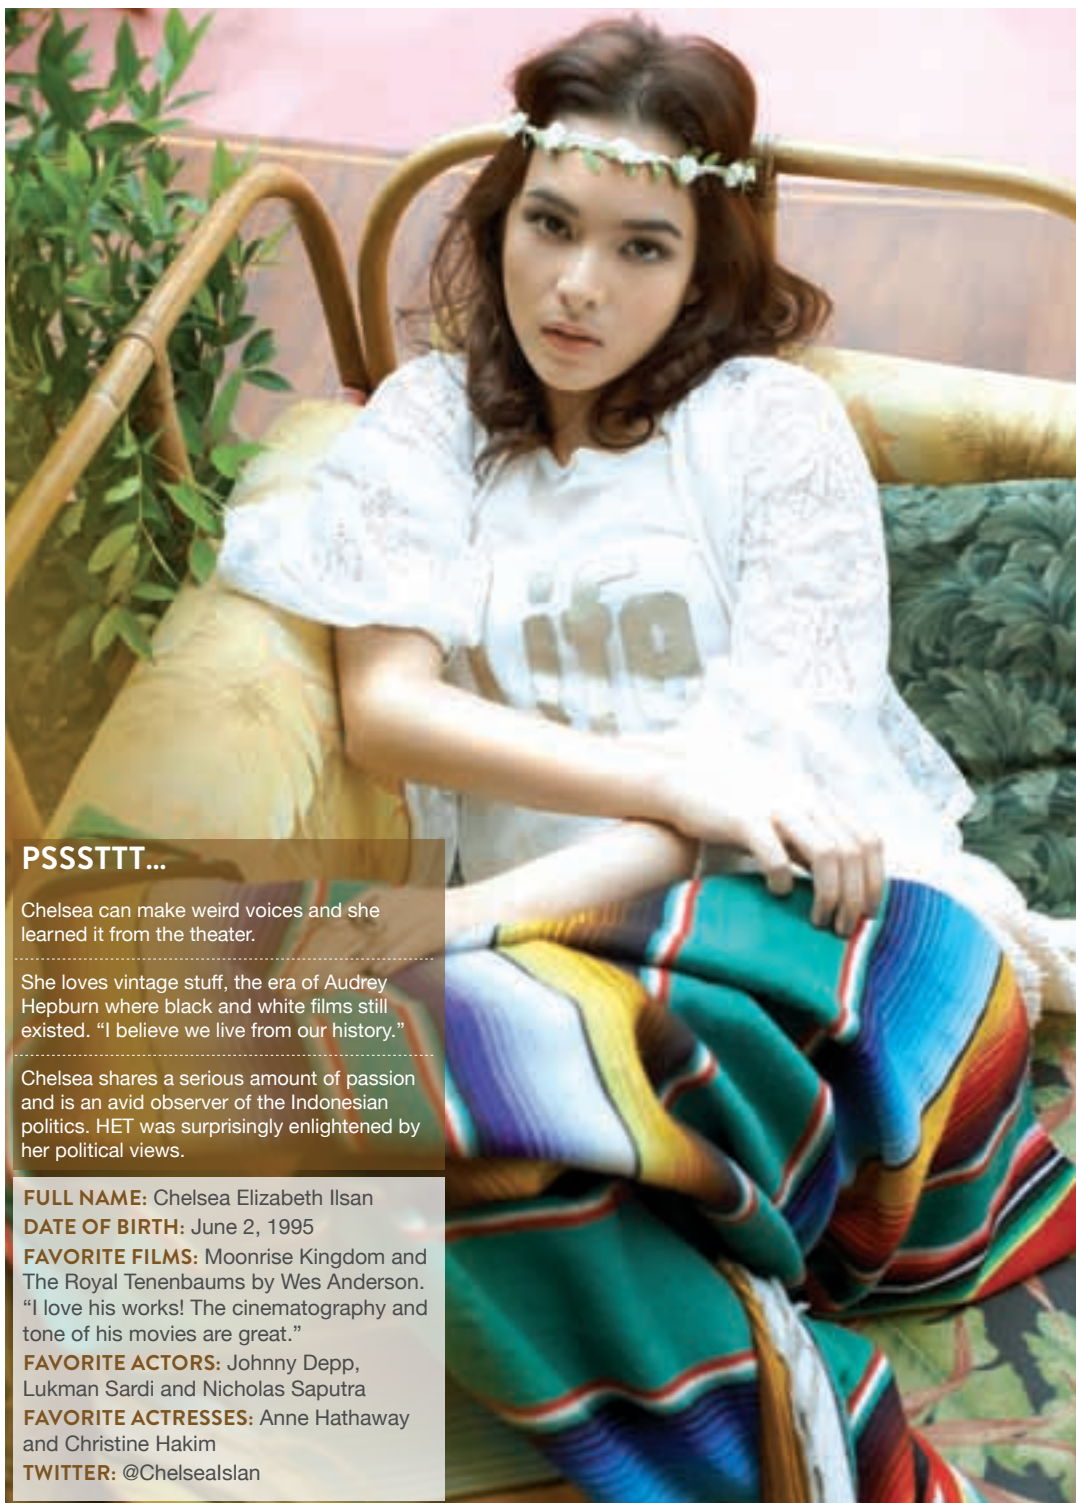 ife
PSSSTTT...
Chelsea can make weird voices and she
learned it from the theater.
She loves vintage stuff, the era of Audrey
Hepburn where black and white films still
existed. “I believe we live from our history.”
Chelsea shares a serious amount of passion
and is an avid observer of the Indonesian
politics. HET was surprisingly enlightened by
her political views.
FULL NAME: Chelsea Elizabeth Ilsan
DATE OF BIRTH: June 2, 1995
FAVORITE FILMS: Moonrise Kingdom and
The Royal Tenenbaums by Wes Anderson.
“I love his works! The cinematography and
tone of his movies are great.”
FAVORITE ACTORS: Johnny Depp,
Lukman Sardi and Nicholas Saputra
FAVORITE ACTRESSES: Anne Hathaway
and Christine Hakim
TWITTER: @ChelseaIslan